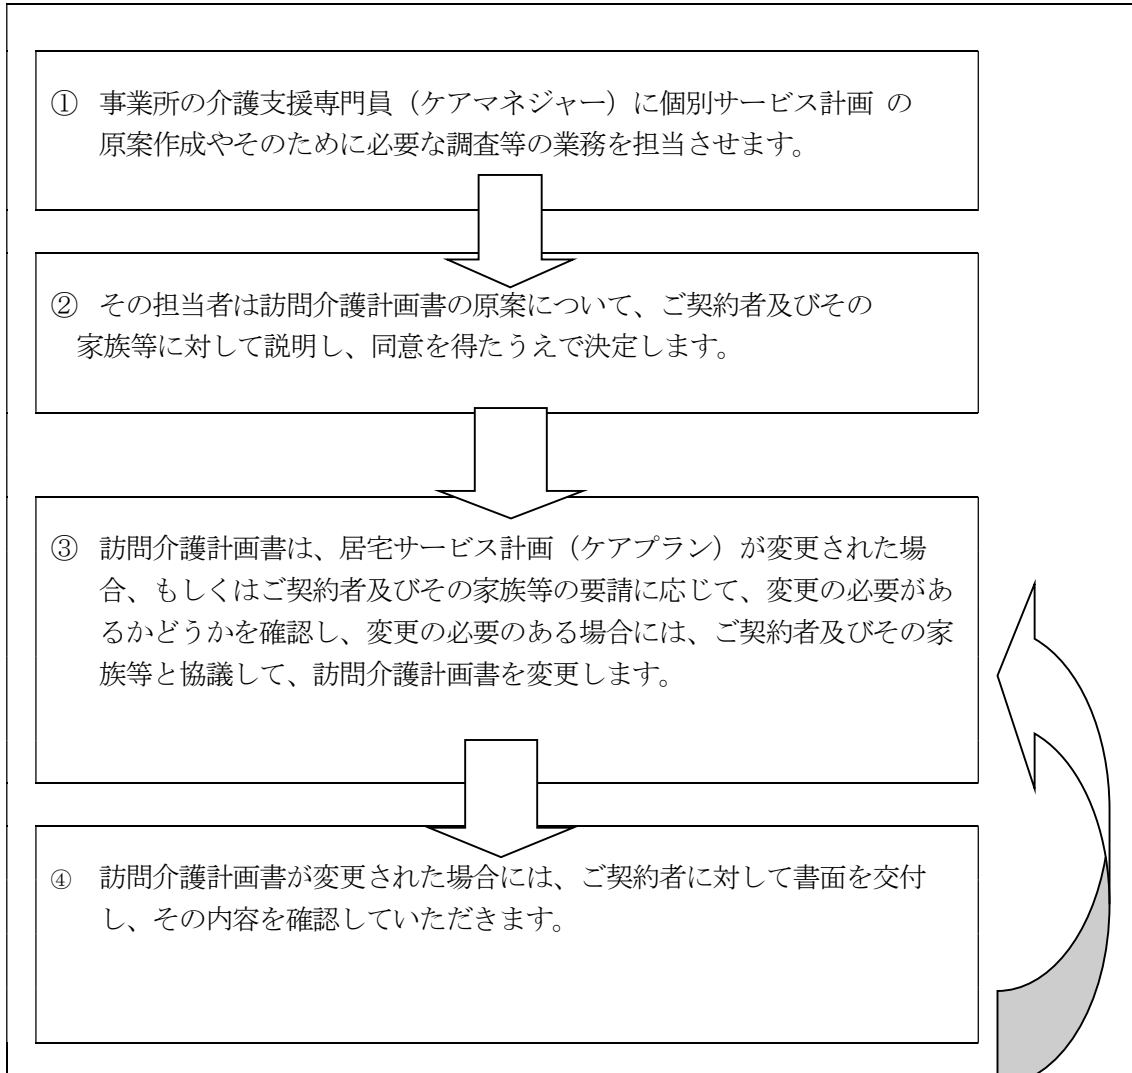 ① 事業所の介護支援専門員（ケアマネジャー）に個別サービス計画 の
原案作成やそのために必要な調査等の業務を担当させます。
② その担当者は訪問介護計画書の原案について、ご契約者及びその
家族等に対して説明し、同意を得たうえで決定します。
③ 訪問介護計画書は、居宅サービス計画（ケアプラン）が変更された場
合、もしくはご契約者及びその家族等の要請に応じて、変更の必要があ
るかどうかを確認し、変更の必要のある場合には、ご契約者及びその家
族等と協議して、訪問介護計画書を変更します。
④ 訪問介護計画書が変更された場合には、ご契約者に対して書面を交付
し、その内容を確認していただきます。